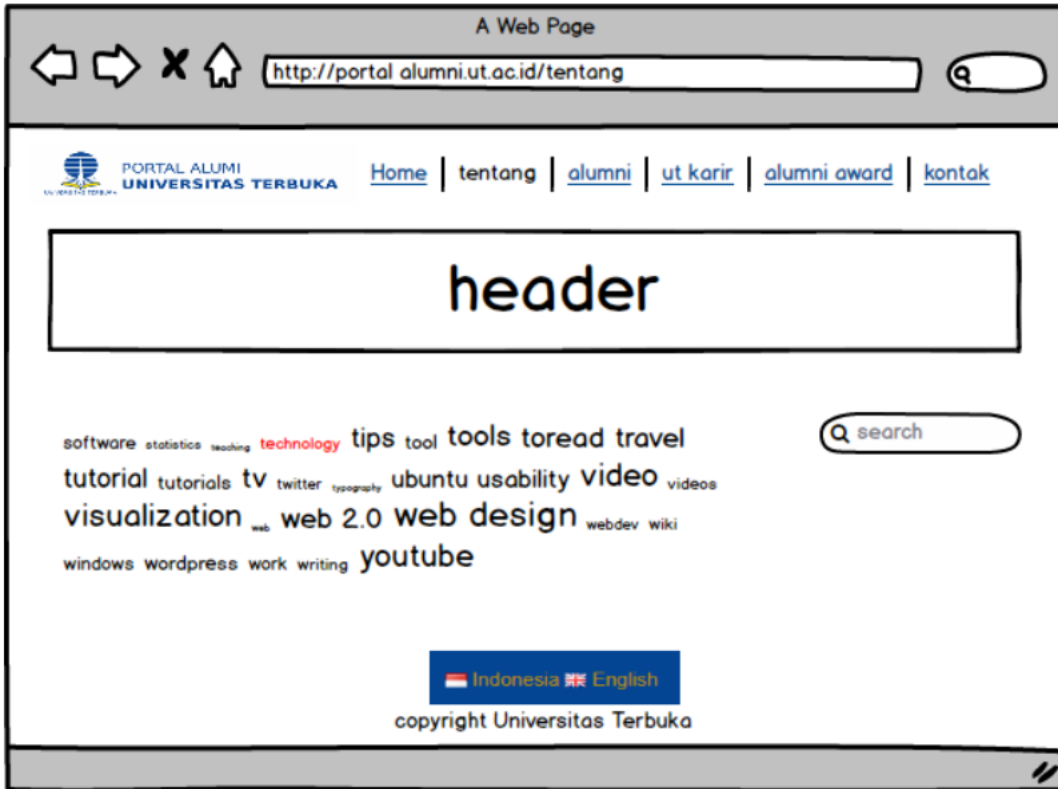 A Web Page
http://portal alumni.ut.ac.id/tentang
PORTAL ALUMI
UNIVERSITAS TERBUKA
UNIVERSITAS TERBUKA
Home | tentang | alumni | ut karir | alumni award | kontak
header
software statistics teaching technology tips tool tools toread travel
search
tutorial tutorials tv twitter typography ubuntu usability video videos
visualization web web 2.0 web design webdev wiki
windows wordpress work writing youtube
Indonesia English
copyright Universitas Terbuka